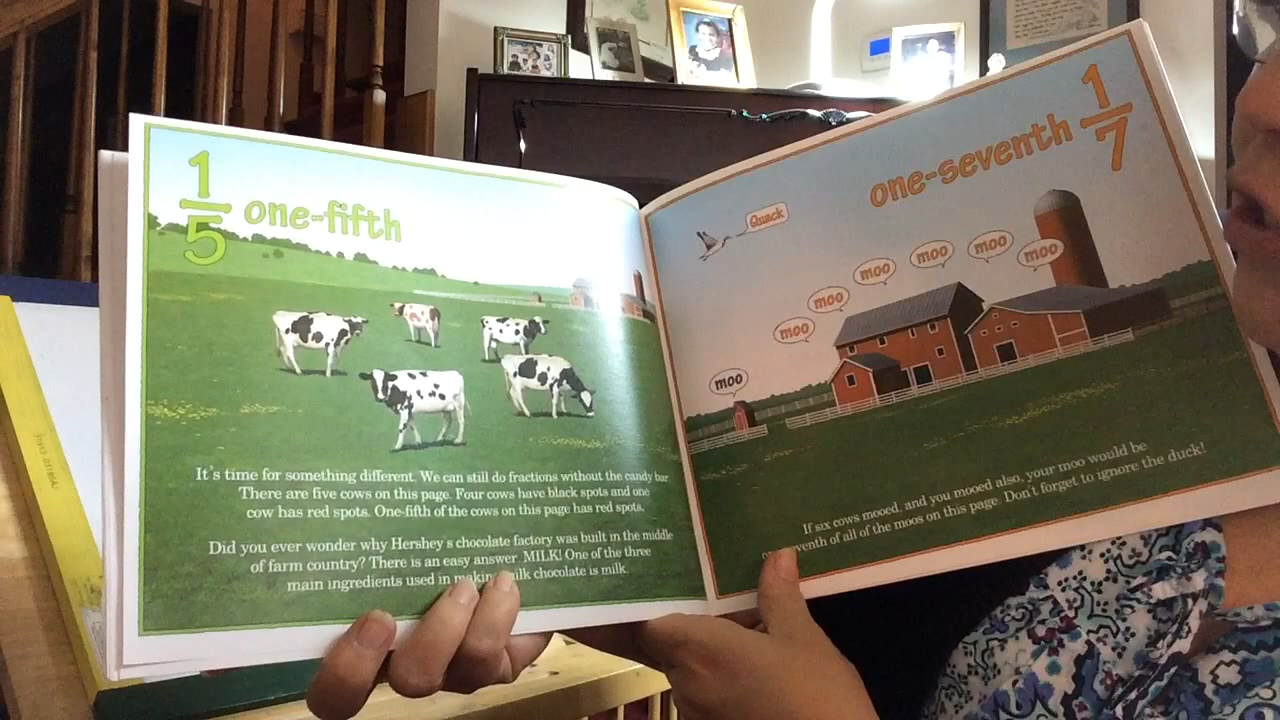 1/5 one-fifth
It's time for something different. We can still do fractions without the candy bar
There are five cows on this page. Four cows have black spots and one
cow has red spots. One-fifth of the cows on this page has red spots.
Did you ever wonder why Hershey's chocolate factory was built in the middle
of farm country? There is an easy answer. MILK! One of the three
main ingredients used in making milk chocolate is milk.
one-seventh 1/7
Quack
moo
moo
moo
moo
moo
moo
moo
If six cows mooed, and you mooed also, your moo would be
one-seventh of all of the moos on this page. Don't forget to ignore the duck!